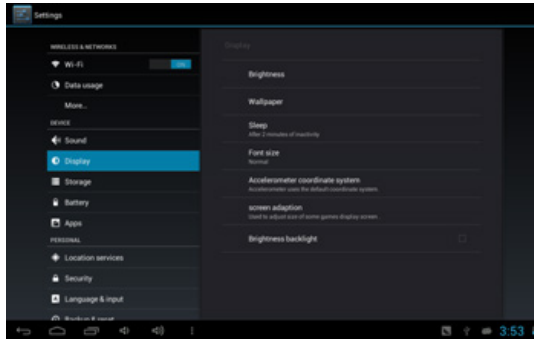 Settings
WIRELESS & NETWORKS
Wi-Fi ON
Data usage
More...
DEVICE
Sound
Display
Storage
Battery
Apps
PERSONAL
Location services
Security
Language & input
Backup & reset
Display
Brightness
Wallpaper
Sleep
After 2 minutes of inactivity
Font size
Normal
Accelerometer coordinate system
Accelerometer uses the default coordinate system.
screen adaption
Used to adjust size of some games display screen.
Brightness backlight
3:53